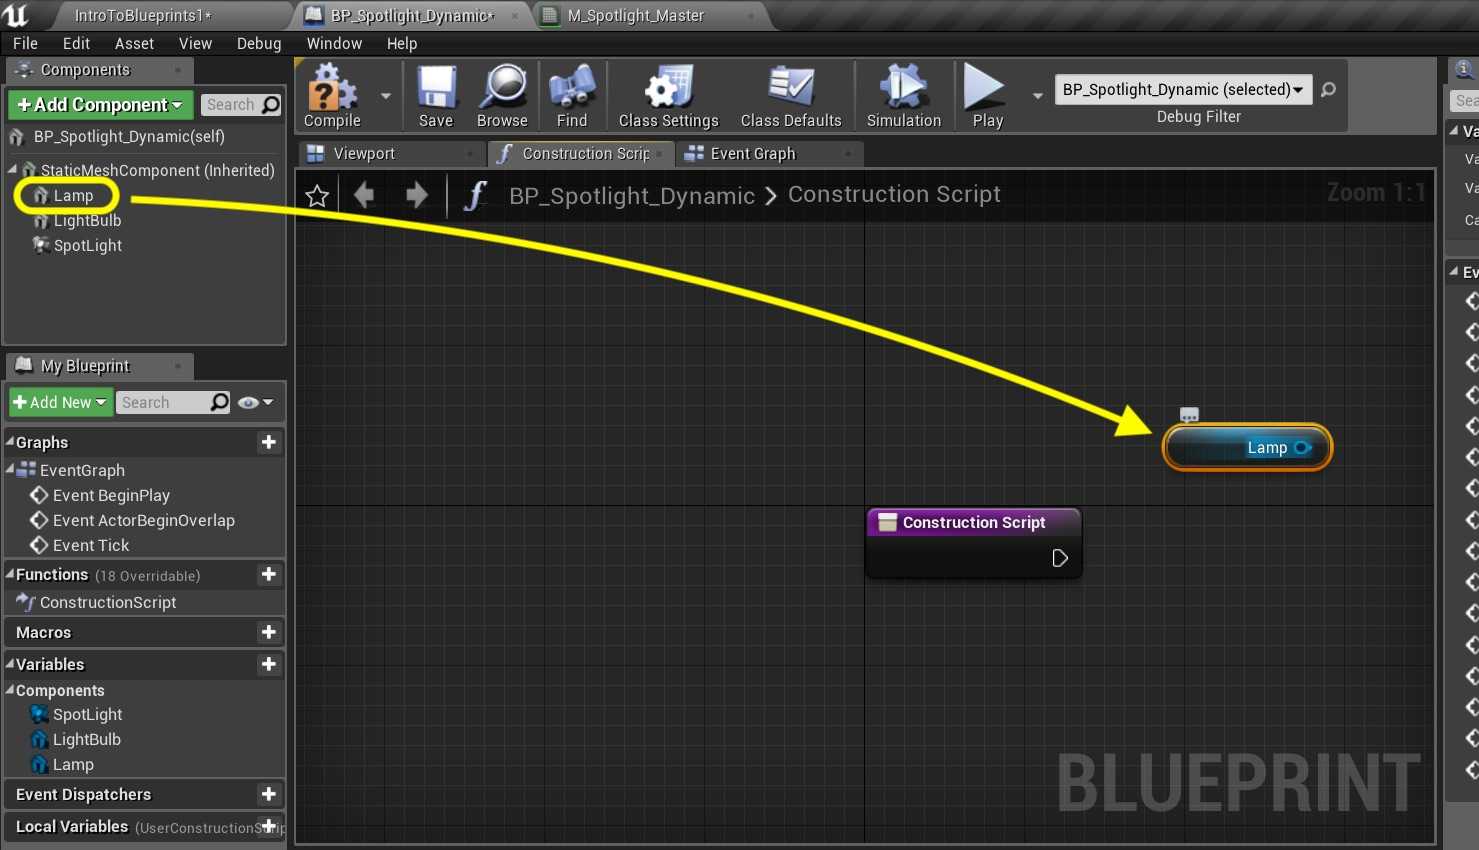 IntroToBlueprints1*
BP_Spotlight_Dynamic*
M_Spotlight_Master
File Edit Asset View Debug Window Help
Components
+Add Component
Search
BP_Spotlight_Dynamic(self)
StaticMeshComponent (Inherited)
Lamp
LightBulb
SpotLight
My Blueprint
+Add New
Search
Graphs
EventGraph
Event BeginPlay
Event ActorBeginOverlap
Event Tick
Functions (18 Overridable)
ConstructionScript
Macros
Variables
Components
SpotLight
LightBulb
Lamp
Event Dispatchers
Local Variables (UserConstructionScrip
Compile
Save
Browse
Find
Class Settings
Class Defaults
Simulation
Play
BP_Spotlight_Dynamic (selected)
Debug Filter
Viewport
Construction Scrip
Event Graph
BP_Spotlight_Dynamic > Construction Script
Zoom 1:1
Lamp
Construction Script
BLUEPRINT
Sea
Va
Va
Va
Ca
Ev